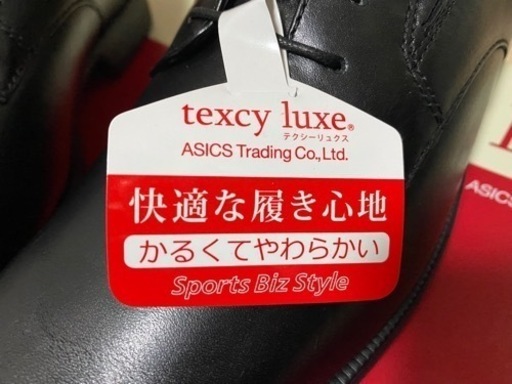 texcy luxe®
テクシーリュクス
ASICS Trading Co.,Ltd.
快適な履き心地
かるくてやわらかい
Sports Biz Style
ASICS